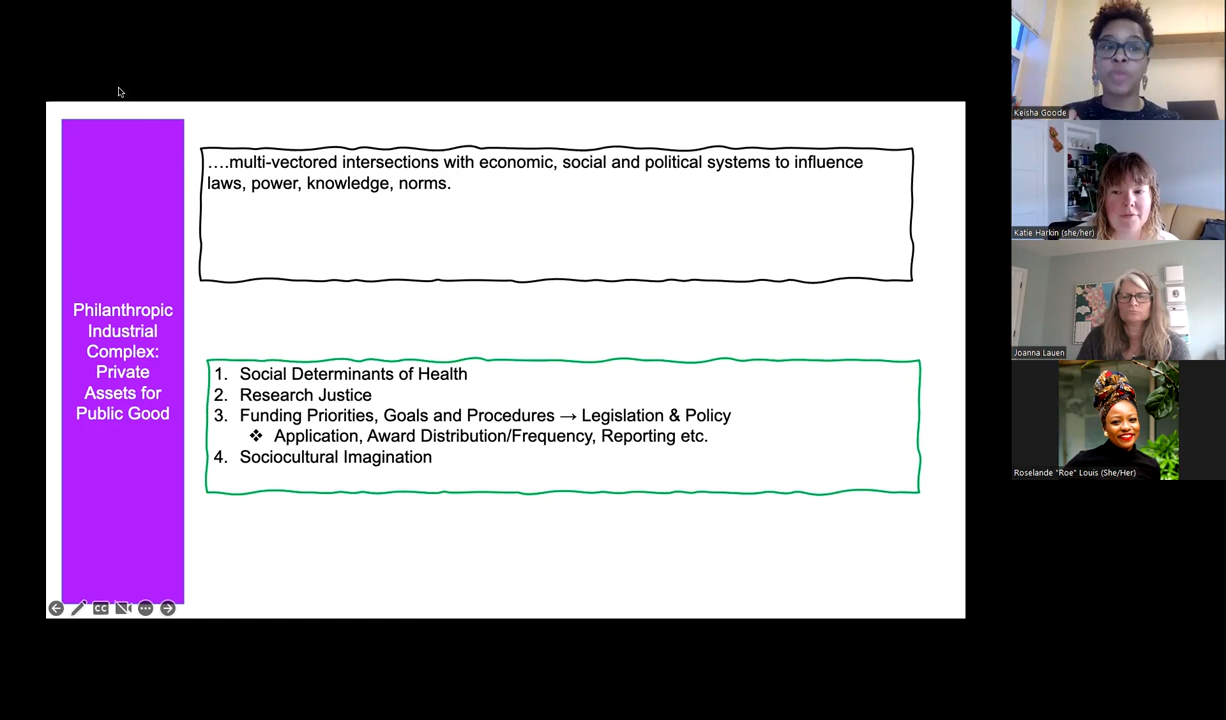 Philanthropic
Industrial
Complex:
Private
Assets for
Public Good
….multi-vectored intersections with economic, social and political systems to influence
laws, power, knowledge, norms.
1. Social Determinants of Health
2. Research Justice
3. Funding Priorities, Goals and Procedures → Legislation & Policy
❖ Application, Award Distribution/Frequency, Reporting etc.
4. Sociocultural Imagination
CC
Keisha Goode
Katie Harkin (she/her)
Joanna Lauen
Roselande "Roe" Louis (She/Her)